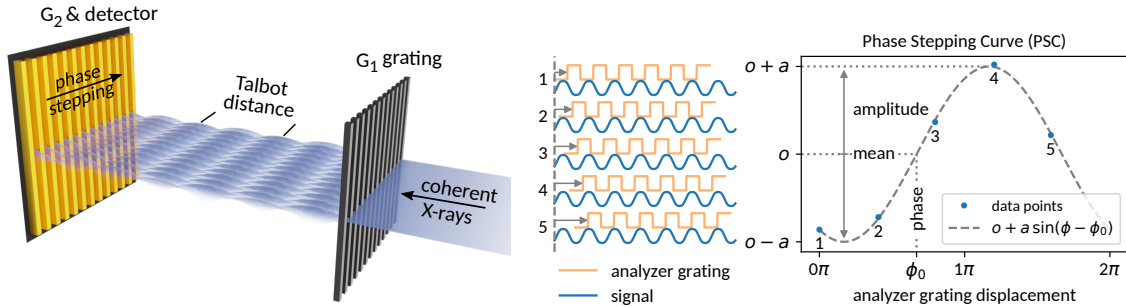 G₂ & detector
phase
stepping
Talbot
distance
G₁ grating
coherent
X-rays
1
2
3
4
5
analyzer grating
signal
Phase Stepping Curve (PSC)
o + a
o
o − a
amplitude
mean
phase
1
2
3
4
5
data points
o + a sin(ϕ − ϕ₀)
0π
ϕ₀
1π
2π
analyzer grating displacement